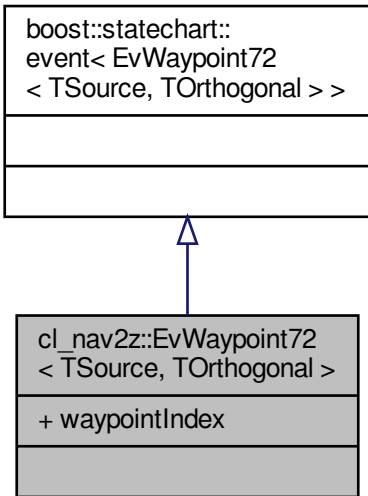 boost::statechart::
event< EvWaypoint72
< TSource, TOrthogonal > >
cl_nav2z::EvWaypoint72
< TSource, TOrthogonal >
+ waypointIndex